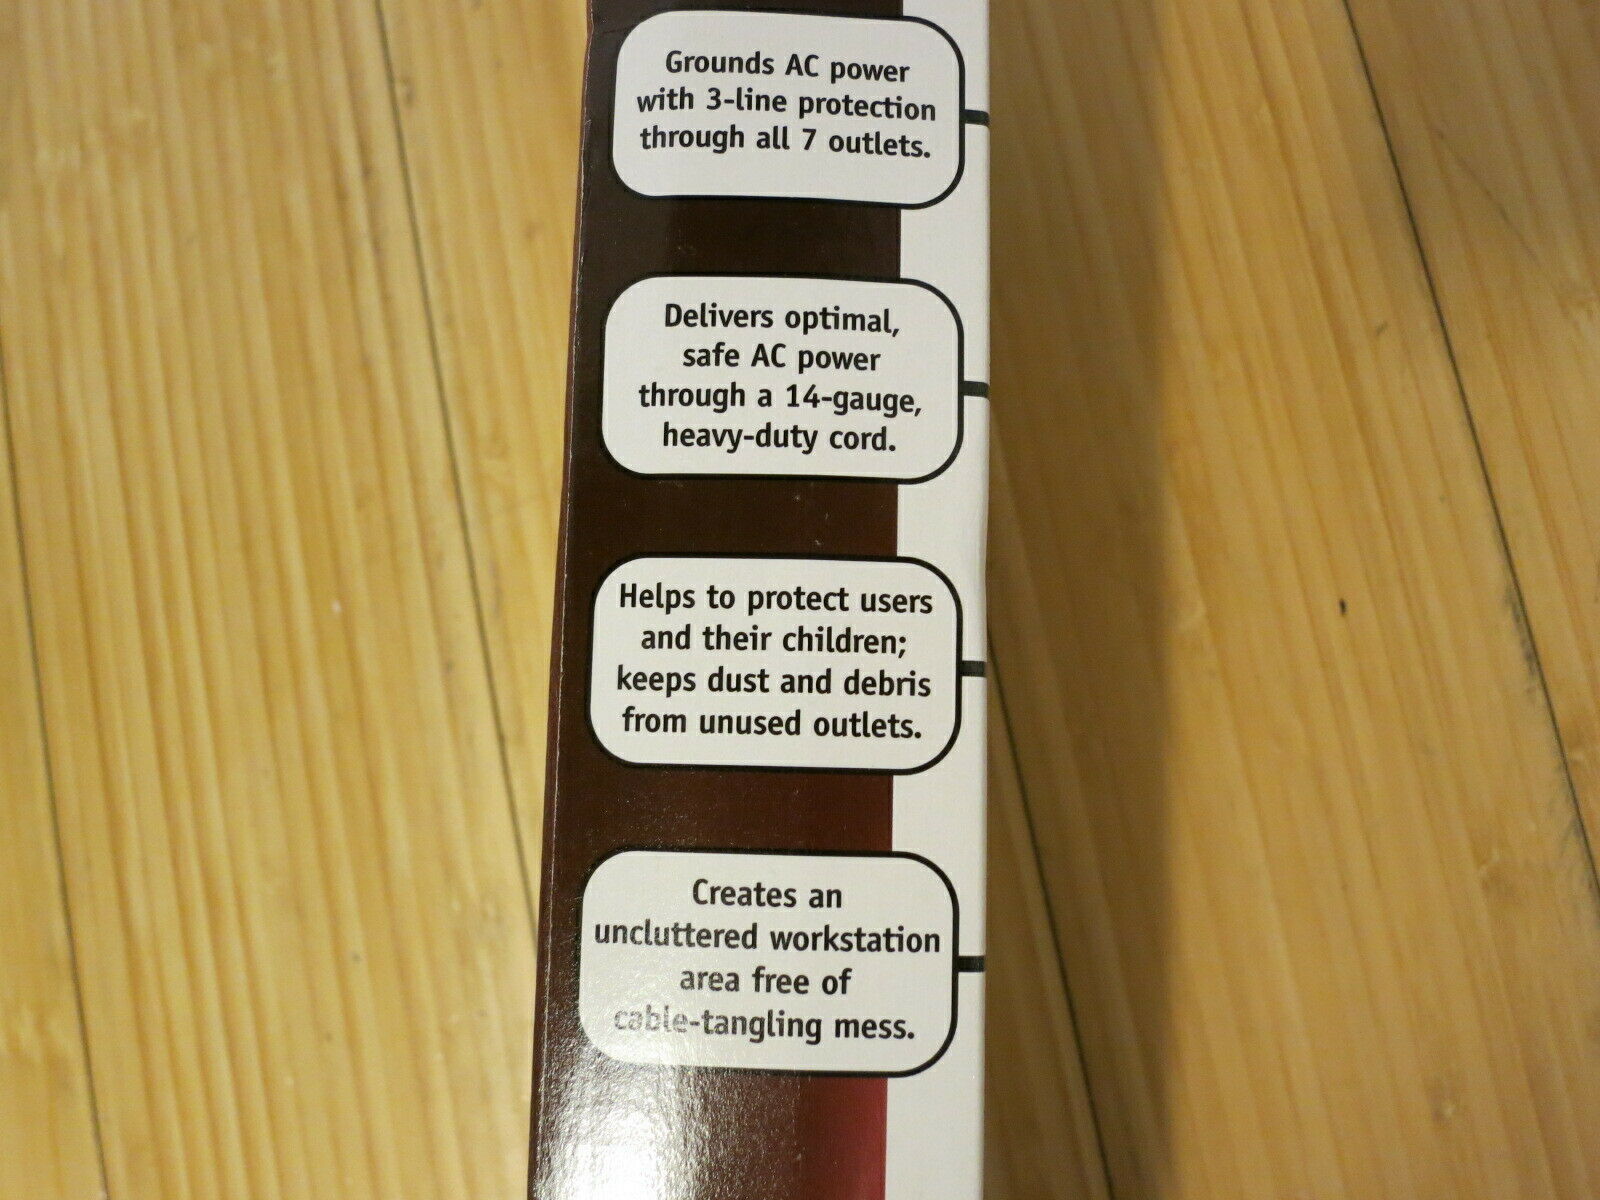 Grounds AC power
with 3-line protection
through all 7 outlets.
Delivers optimal,
safe AC power
through a 14-gauge,
heavy-duty cord.
Helps to protect users
and their children;
keeps dust and debris
from unused outlets.
Creates an
uncluttered workstation
area free of
cable-tangling mess.